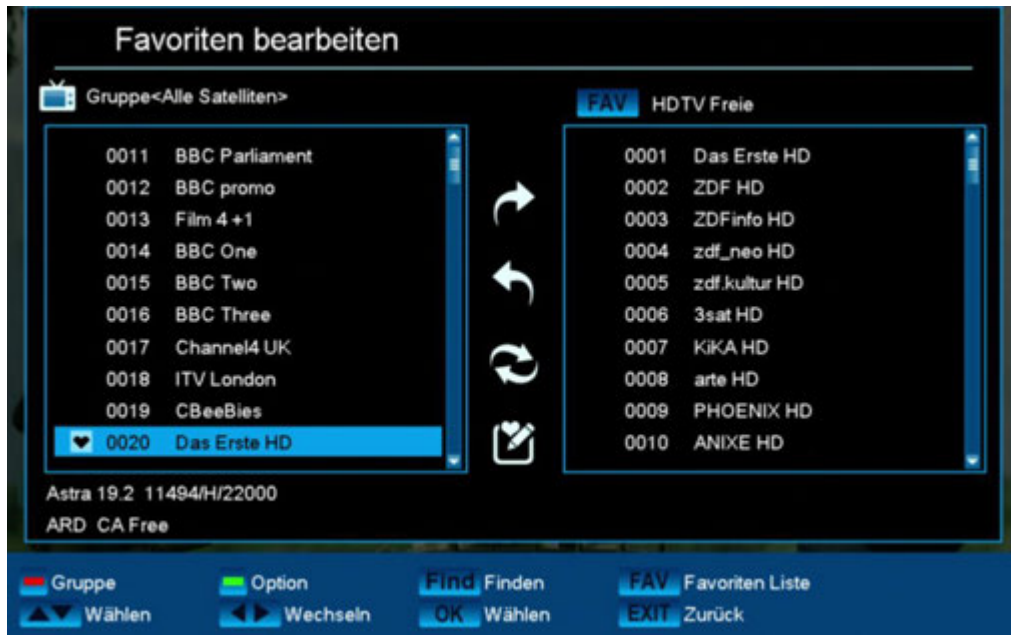 Favoriten bearbeiten
Gruppe<Alle Satelliten>
FAV HDTV Freie
0011 BBC Parliament
0012 BBC promo
0013 Film 4 +1
0014 BBC One
0015 BBC Two
0016 BBC Three
0017 Channel4 UK
0018 ITV London
0019 CBeeBies
0020 Das Erste HD
0001 Das Erste HD
0002 ZDF HD
0003 ZDFinfo HD
0004 zdf_neo HD
0005 zdf.kultur HD
0006 3sat HD
0007 KiKA HD
0008 arte HD
0009 PHOENIX HD
0010 ANIXE HD
Astra 19.2 11494/H/22000
ARD CA Free
Gruppe Option Find Finden FAV Favoriten Liste
Wählen Wechseln OK Wählen EXIT Zurück